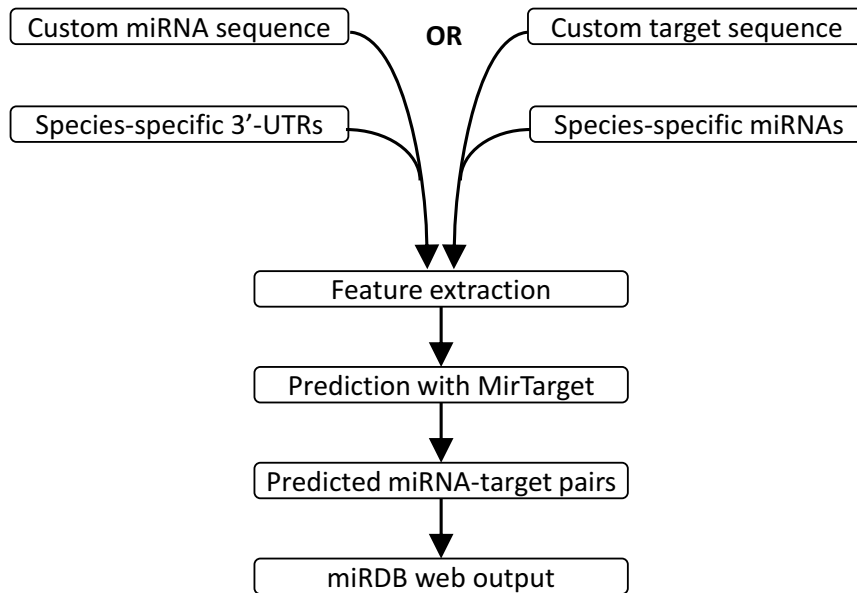 Custom miRNA sequence
OR
Custom target sequence
Species-specific 3’-UTRs
Species-specific miRNAs
Feature extraction
Prediction with MirTarget
Predicted miRNA-target pairs
miRDB web output